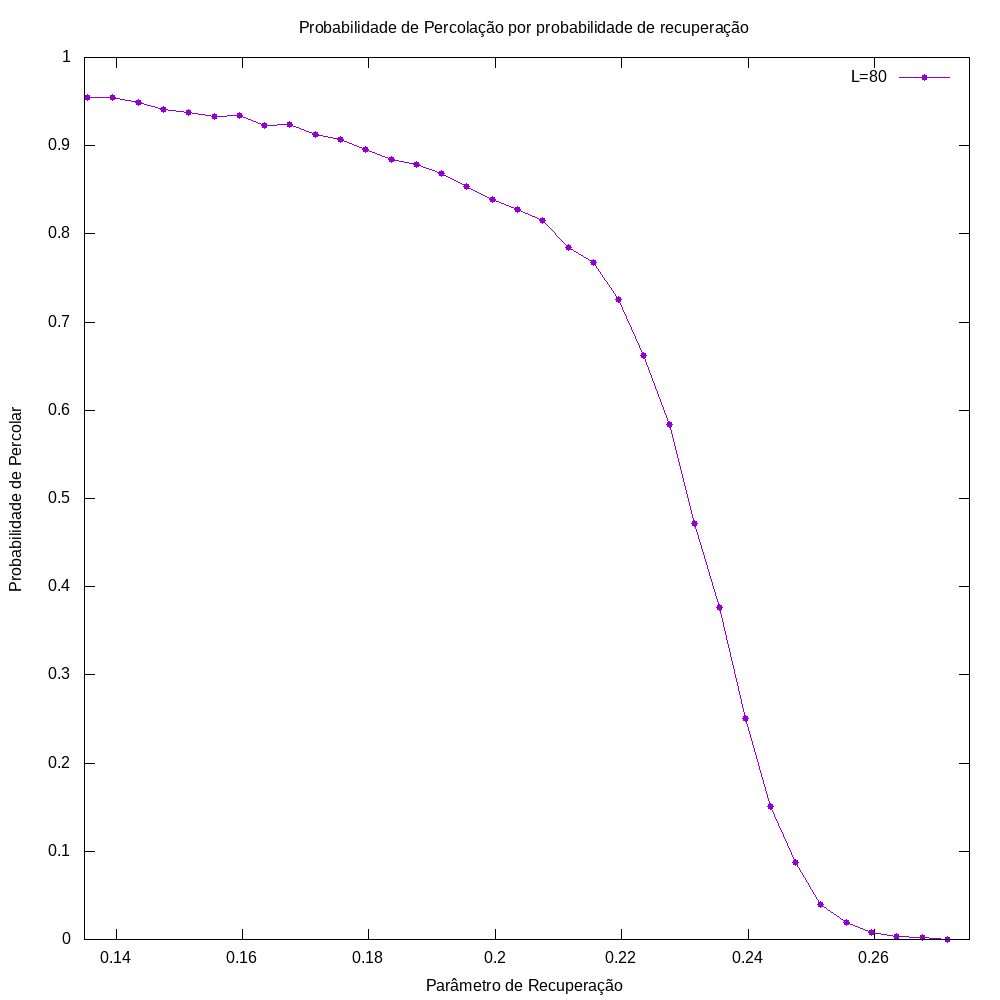 Probabilidade de Percolação por probabilidade de recuperação
L=80
1
0.9
0.8
0.7
0.6
0.5
0.4
0.3
0.2
0.1
0
Probabilidade de Percolar
0.14 0.16 0.18 0.2 0.22 0.24 0.26
Parâmetro de Recuperação